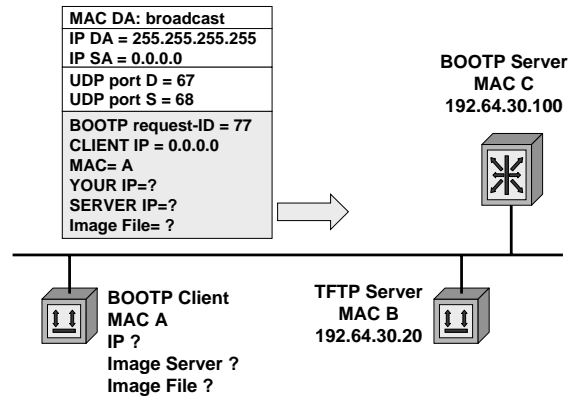 MAC DA: broadcast
IP DA = 255.255.255.255
IP SA = 0.0.0.0
UDP port D = 67
UDP port S = 68
BOOTP request-ID = 77
CLIENT IP = 0.0.0.0
MAC= A
YOUR IP=?
SERVER IP=?
Image File= ?
BOOTP Server
MAC C
192.64.30.100
BOOTP Client
MAC A
IP ?
Image Server ?
Image File ?
TFTP Server
MAC B
192.64.30.20